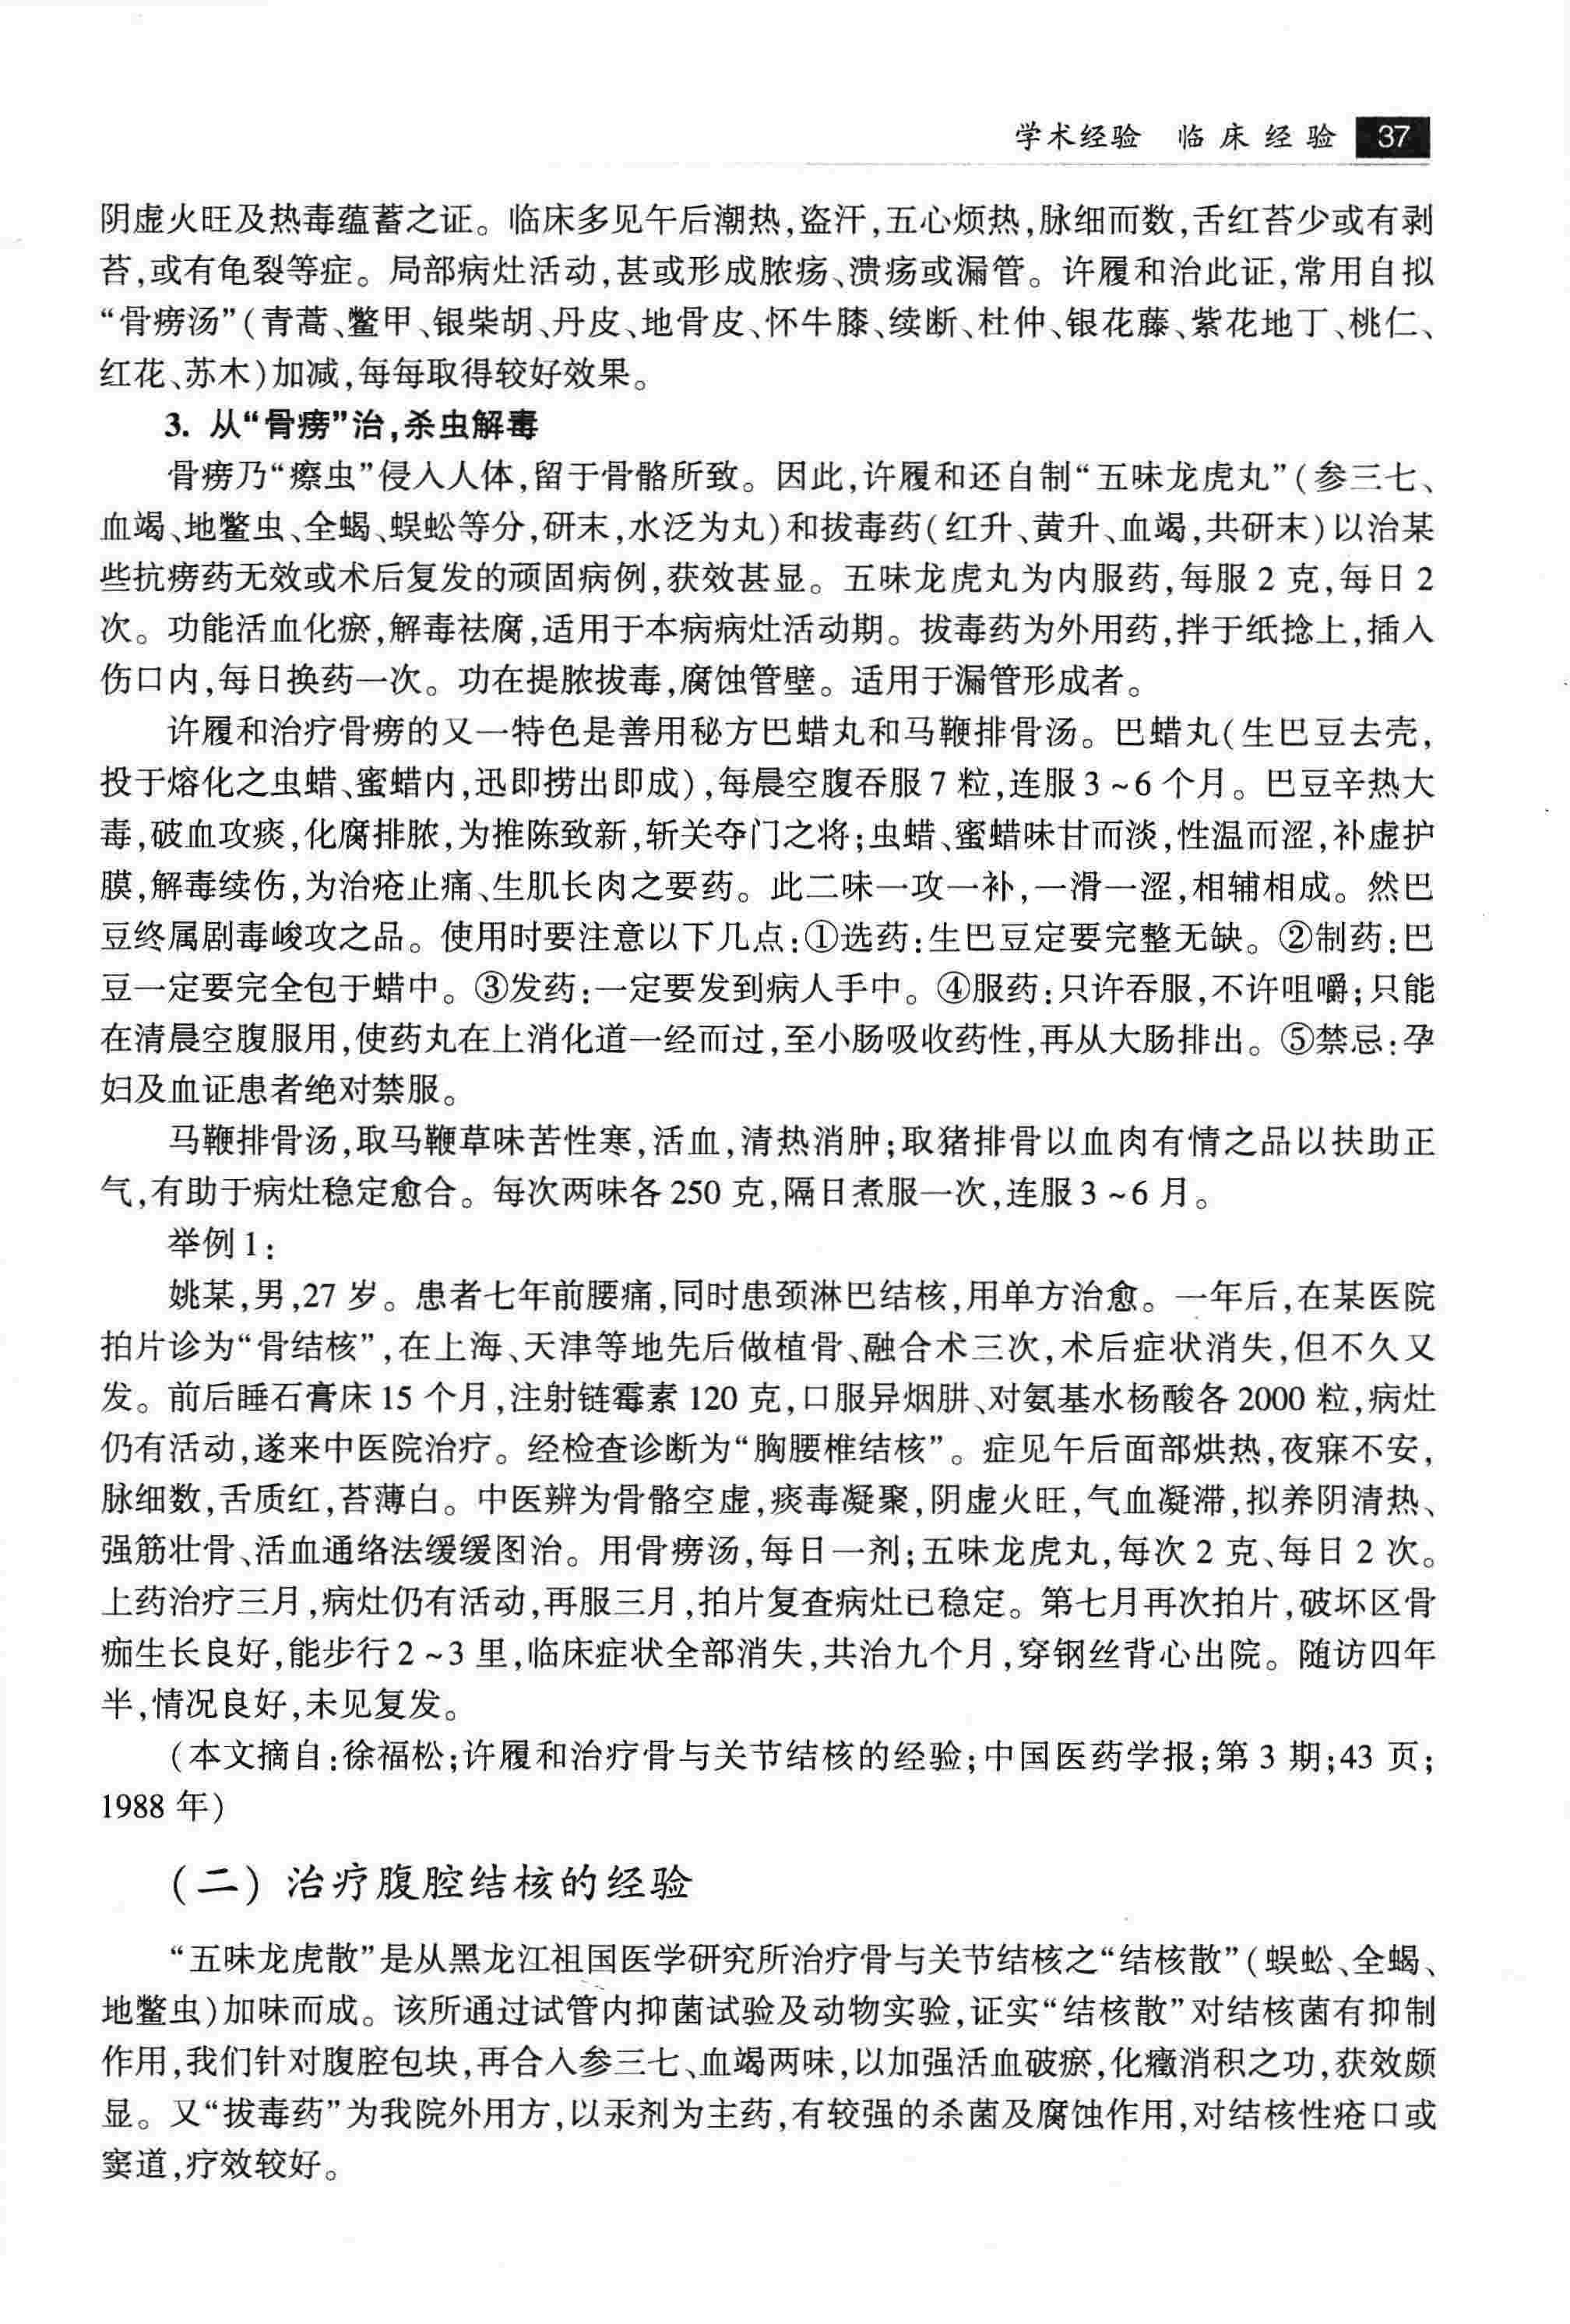 学术经验 临床经验 37
阴虚火旺及热毒蕴蓄之证。临床多见午后潮热,盗汗,五心烦热,脉细而数,舌红苔少或有剥
苔,或有龟裂等症。局部病灶活动,甚或形成脓疡、溃疡或漏管。许履和治此证,常用自拟
“骨痨汤”(青蒿、鳖甲、银柴胡、丹皮、地骨皮、怀牛膝、续断、杜仲、银花藤、紫花地丁、桃仁、
红花、苏木)加减,每每取得较好效果。
3. 从“骨痨”治,杀虫解毒
骨痨乃“瘵虫”侵入人体,留于骨骼所致。因此,许履和还自制“五味龙虎丸”(参三七、
血竭、地鳖虫、全蝎、蜈蚣等分,研末,水泛为丸)和拔毒药(红升、黄升、血竭,共研末)以治某
些抗痨药无效或术后复发的顽固病例,获效甚显。五味龙虎丸为内服药,每服 2 克,每日 2
次。功能活血化瘀,解毒祛腐,适用于本病病灶活动期。拔毒药为外用药,拌于纸捻上,插入
伤口内,每日换药一次。功在提脓拔毒,腐蚀管壁。适用于漏管形成者。
许履和治疗骨痨的又一特色是善用秘方巴蜡丸和马鞭排骨汤。巴蜡丸(生巴豆去壳,
投于熔化之虫蜡、蜜蜡内,迅即捞出即成),每晨空腹吞服 7 粒,连服 3 ~6 个月。巴豆辛热大
毒,破血攻痰,化腐排脓,为推陈致新,斩关夺门之将;虫蜡、蜜蜡味甘而淡,性温而涩,补虚护
膜,解毒续伤,为治疮止痛、生肌长肉之要药。此二味一攻一补,一滑一涩,相辅相成。然巴
豆终属剧毒峻攻之品。使用时要注意以下几点:①选药:生巴豆定要完整无缺。②制药:巴
豆一定要完全包于蜡中。③发药:一定要发到病人手中。④服药:只许吞服,不许咀嚼;只能
在清晨空腹服用,使药丸在上消化道一经而过,至小肠吸收药性,再从大肠排出。⑤禁忌:孕
妇及血证患者绝对禁服。
马鞭排骨汤,取马鞭草味苦性寒,活血,清热消肿;取猪排骨以血肉有情之品以扶助正
气,有助于病灶稳定愈合。每次两味各 250 克,隔日煮服一次,连服 3 ~6 月。
举例 1:
姚某,男,27 岁。患者七年前腰痛,同时患颈淋巴结核,用单方治愈。一年后,在某医院
拍片诊为“骨结核”,在上海、天津等地先后做植骨、融合术三次,术后症状消失,但不久又
发。前后睡石膏床 15 个月,注射链霉素 120 克,口服异烟肼、对氨基水杨酸各 2000 粒,病灶
仍有活动,遂来中医院治疗。经检查诊断为“胸腰椎结核”。症见午后面部烘热,夜寐不安,
脉细数,舌质红,苔薄白。中医辨为骨骼空虚,痰毒凝聚,阴虚火旺,气血凝滞,拟养阴清热、
强筋壮骨、活血通络法缓缓图治。用骨痨汤,每日一剂;五味龙虎丸,每次 2 克、每日 2 次。
上药治疗三月,病灶仍有活动,再服三月,拍片复查病灶已稳定。第七月再次拍片,破坏区骨
痂生长良好,能步行 2 ~3 里,临床症状全部消失,共治九个月,穿钢丝背心出院。随访四年
半,情况良好,未见复发。
(本文摘自:徐福松;许履和治疗骨与关节结核的经验;中国医药学报;第 3 期;43 页;
1988 年)
(二) 治疗腹腔结核的经验
“五味龙虎散”是从黑龙江祖国医学研究所治疗骨与关节结核之“结核散”(蜈蚣、全蝎、
地鳖虫)加味而成。该所通过试管内抑菌试验及动物实验,证实“结核散”对结核菌有抑制
作用,我们针对腹腔包块,再合入参三七、血竭两味,以加强活血破瘀,化癥消积之功,获效颇
显。又“拔毒药”为我院外用方,以汞剂为主药,有较强的杀菌及腐蚀作用,对结核性疮口或
窦道,疗效较好。